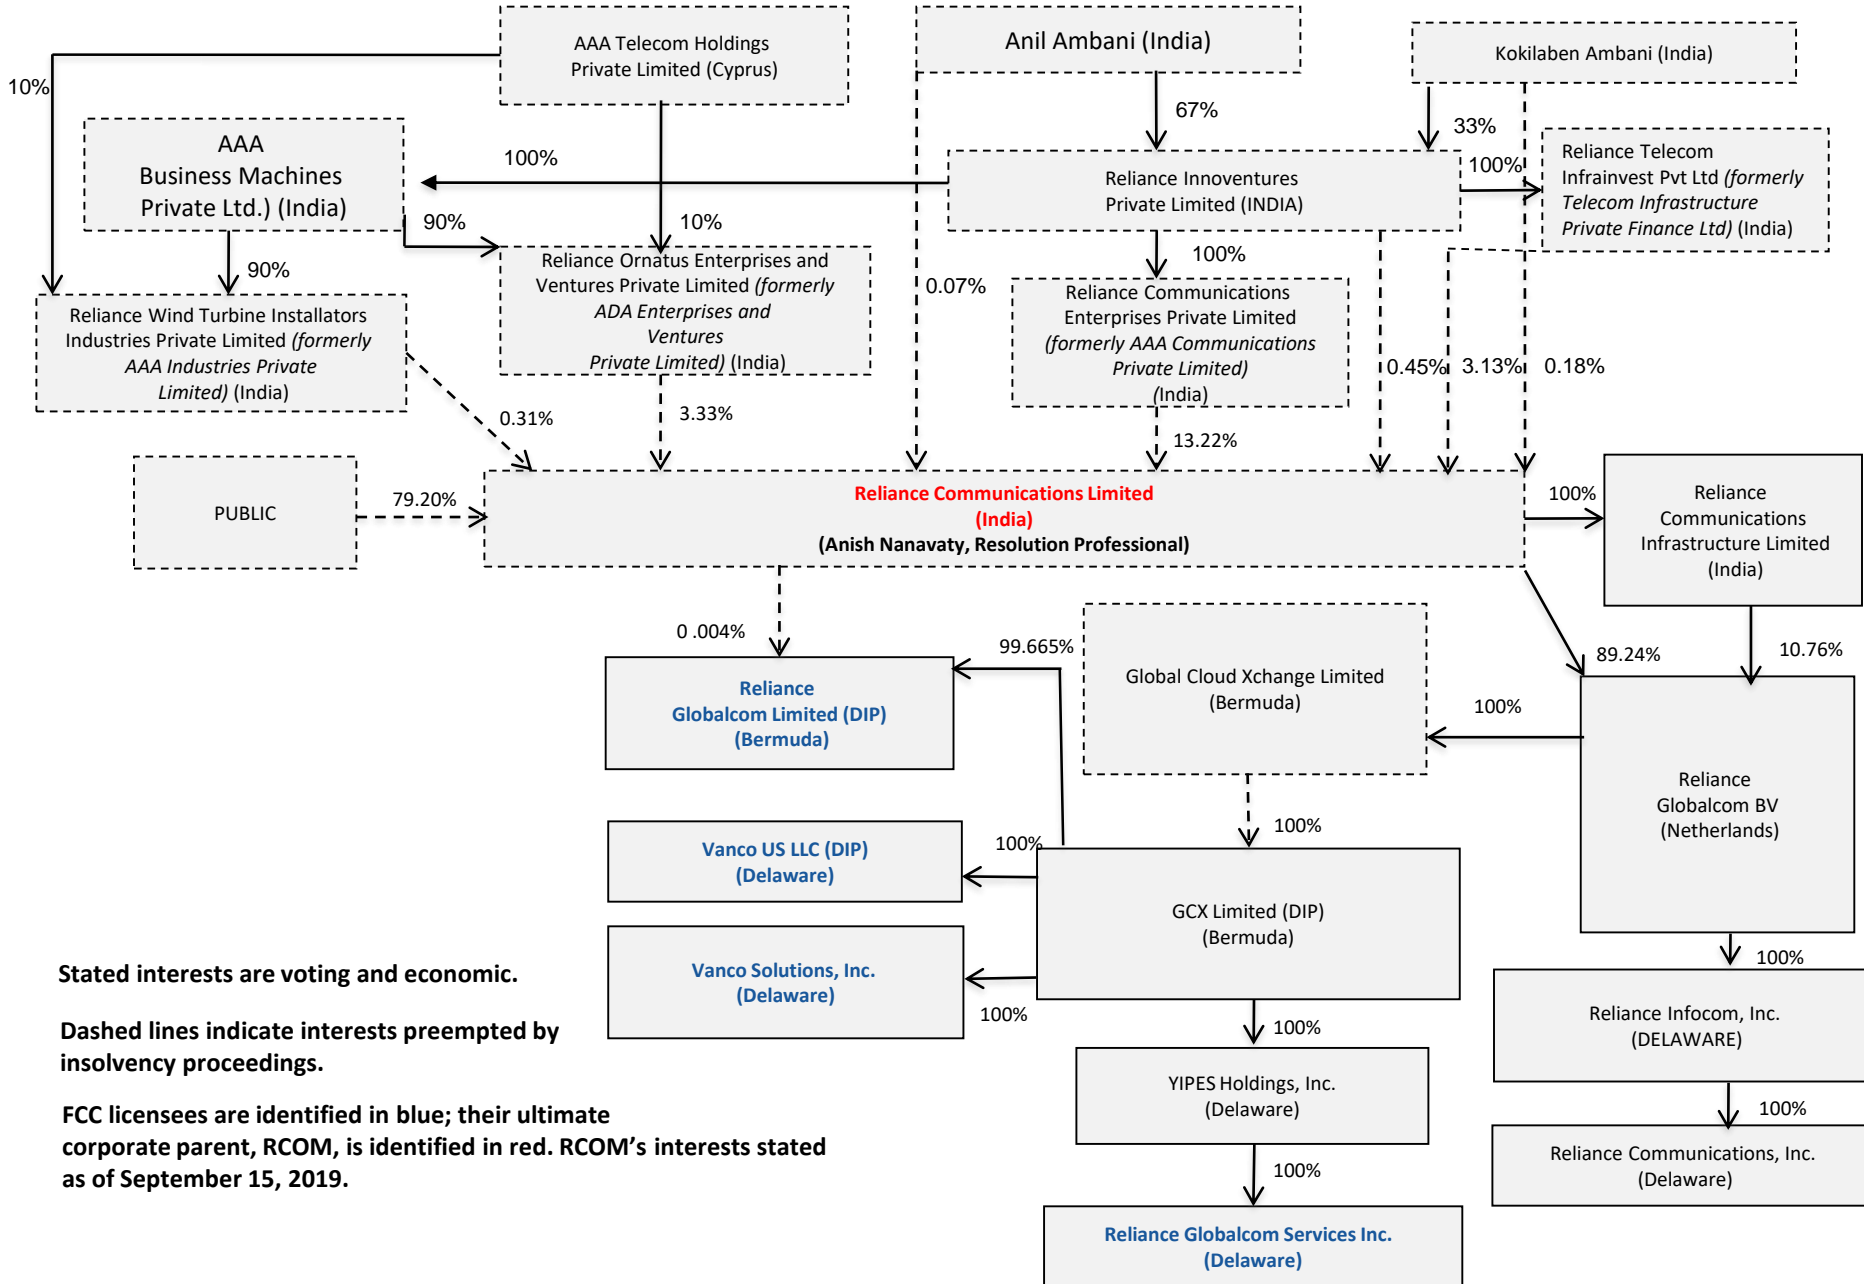 AAA Telecom Holdings
Private Limited (Cyprus)
Anil Ambani (India)
Kokilaben Ambani (India)
10%
67%
33%
AAA
Business Machines
Private Ltd.) (India)
100%
Reliance Innoventures
Private Limited (INDIA)
100%
Reliance Telecom
Infrainvest Pvt Ltd (formerly
Telecom Infrastructure
Private Finance Ltd) (India)
90%
10%
90%
100%
0.07%
Reliance Wind Turbine Installators
Industries Private Limited (formerly
AAA Industries Private
Limited) (India)
Reliance Ornatus Enterprises and
Ventures Private Limited (formerly
ADA Enterprises and
Ventures
Private Limited) (India)
Reliance Communications
Enterprises Private Limited
(formerly AAA Communications
Private Limited)
(India)
0.45%
3.13%
0.18%
0.31%
3.33%
13.22%
PUBLIC
79.20%
Reliance Communications Limited
(India)
(Anish Nanavaty, Resolution Professional)
100%
Reliance
Communications
Infrastructure Limited
(India)
0 .004%
99.665%
89.24%
10.76%
Reliance
Globalcom Limited (DIP)
(Bermuda)
Global Cloud Xchange Limited
(Bermuda)
100%
Reliance
Globalcom BV
(Netherlands)
100%
Vanco US LLC (DIP)
(Delaware)
100%
GCX Limited (DIP)
(Bermuda)
Vanco Solutions, Inc.
(Delaware)
100%
100%
100%
Reliance Infocom, Inc.
(DELAWARE)
YIPES Holdings, Inc.
(Delaware)
100%
100%
Reliance Communications, Inc.
(Delaware)
Reliance Globalcom Services Inc.
(Delaware)
Stated interests are voting and economic.
Dashed lines indicate interests preempted by
insolvency proceedings.
FCC licensees are identified in blue; their ultimate
corporate parent, RCOM, is identified in red. RCOM’s interests stated
as of September 15, 2019.